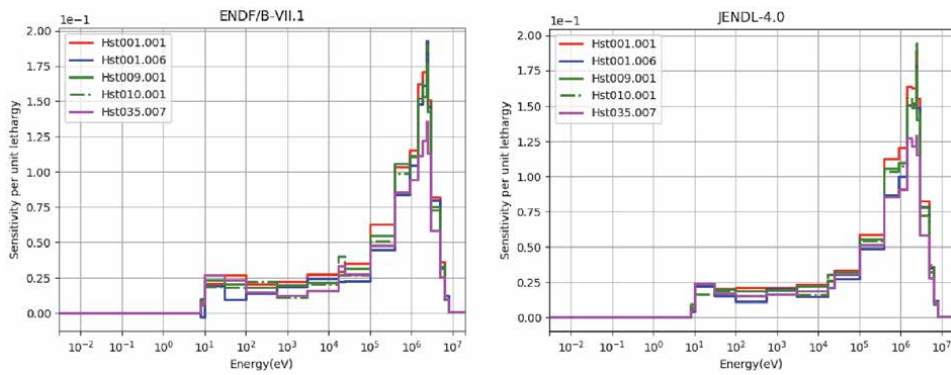 ENDF/B-VII.1
1e−1
2.00
1.75
1.50
1.25
1.00
0.75
0.50
0.25
0.00
Sensitivity per unit lethargy
Hst001.001
Hst001.006
Hst009.001
Hst010.001
Hst035.007
10⁻² 10⁻¹ 10⁰ 10¹ 10² 10³ 10⁴ 10⁵ 10⁶ 10⁷
Energy(eV)
JENDL-4.0
1e−1
2.00
1.75
1.50
1.25
1.00
0.75
0.50
0.25
0.00
Sensitivity per unit lethargy
Hst001.001
Hst001.006
Hst009.001
Hst010.001
Hst035.007
10⁻² 10⁻¹ 10⁰ 10¹ 10² 10³ 10⁴ 10⁵ 10⁶ 10⁷
Energy(eV)